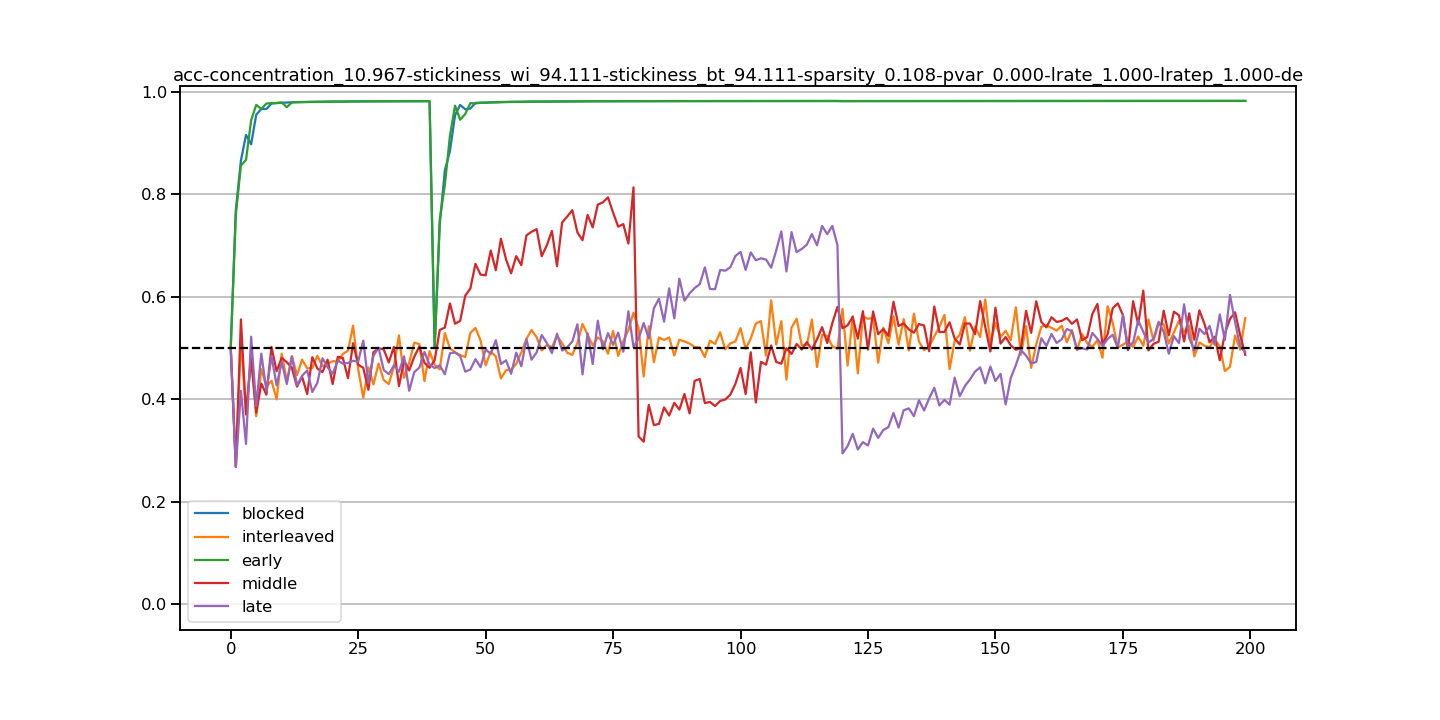 acc-concentration_10.967-stickiness_wi_94.111-stickiness_bt_94.111-sparsity_0.108-pvar_0.000-lrate_1.000-lratep_1.000-de
1.0
0.8
0.6
0.4
0.2
0.0
blocked
interleaved
early
middle
late
0 25 50 75 100 125 150 175 200